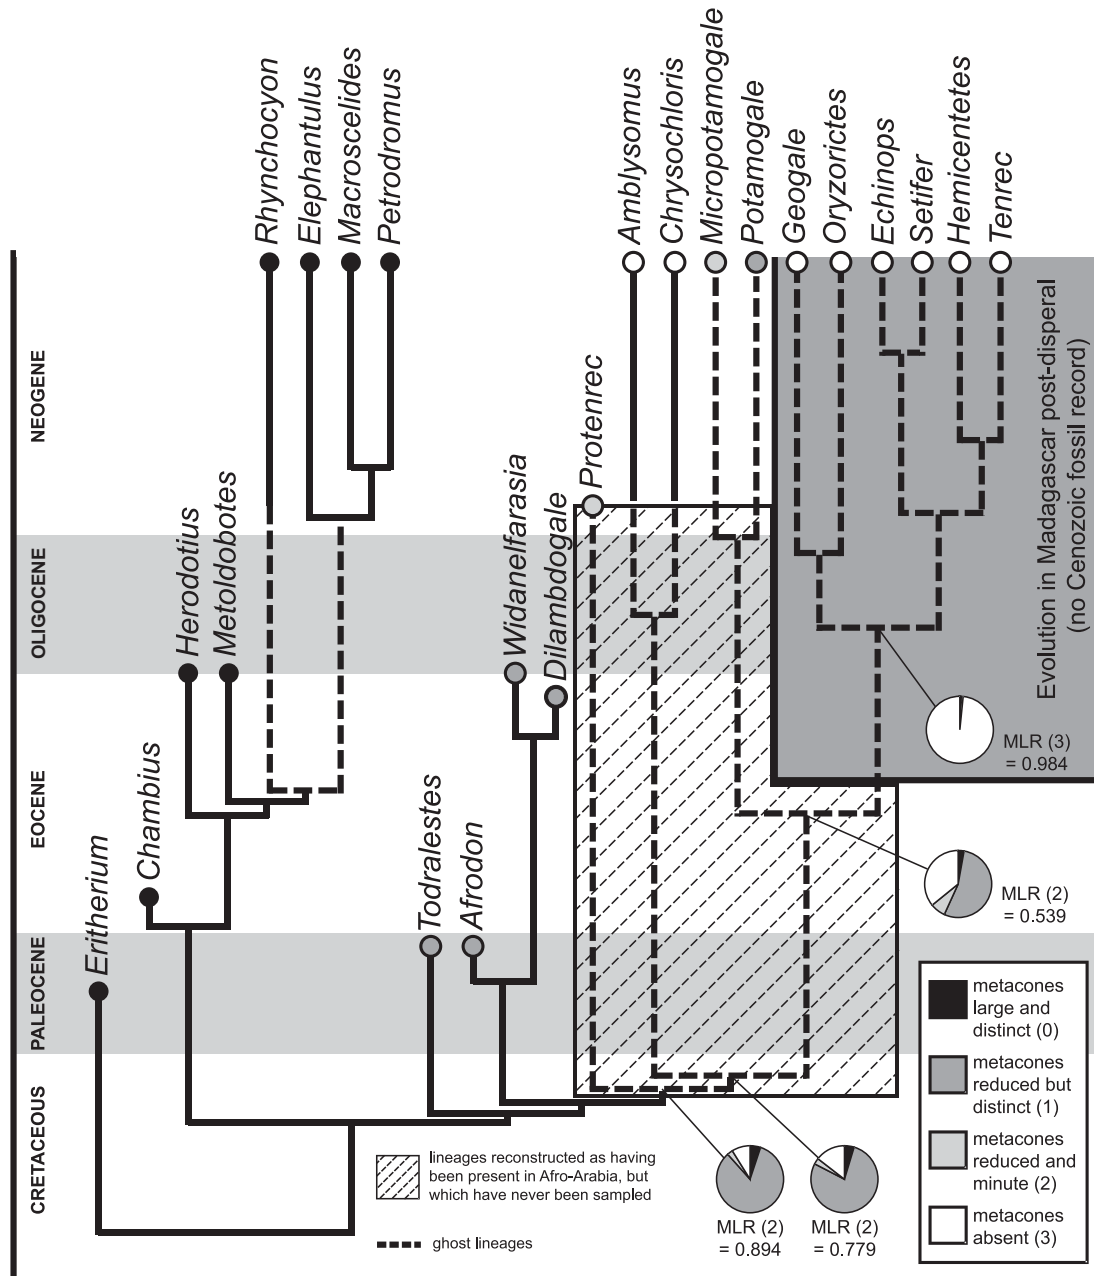 Rhynchocyon
Elephantulus
Macroscelides
Petrodromus
Amblysomus
Chrysochloris
Micropotamogale
Potamogale
Geogale
Oryzorictes
Echinops
Setifer
Hemicentetes
Tenrec
NEOGENE
OLIGOCENE
EOCENE
PALEOCENE
CRETACEOUS
Protenrec
Herodotius
Metoldobotes
Widanelfarasia
Dilambdogale
Chambius
Eritherium
Todralestes
Afrodon
Evolution in Madagascar post-disperal
(no Cenozoic fossil record)
MLR (3)
= 0.984
MLR (2)
= 0.539
MLR (2)
= 0.894
MLR (2)
= 0.779
metacones
large and
distinct (0)
metacones
reduced but
distinct (1)
metacones
reduced and
minute (2)
metacones
absent (3)
lineages reconstructed as having
been present in Afro-Arabia, but
which have never been sampled
ghost lineages